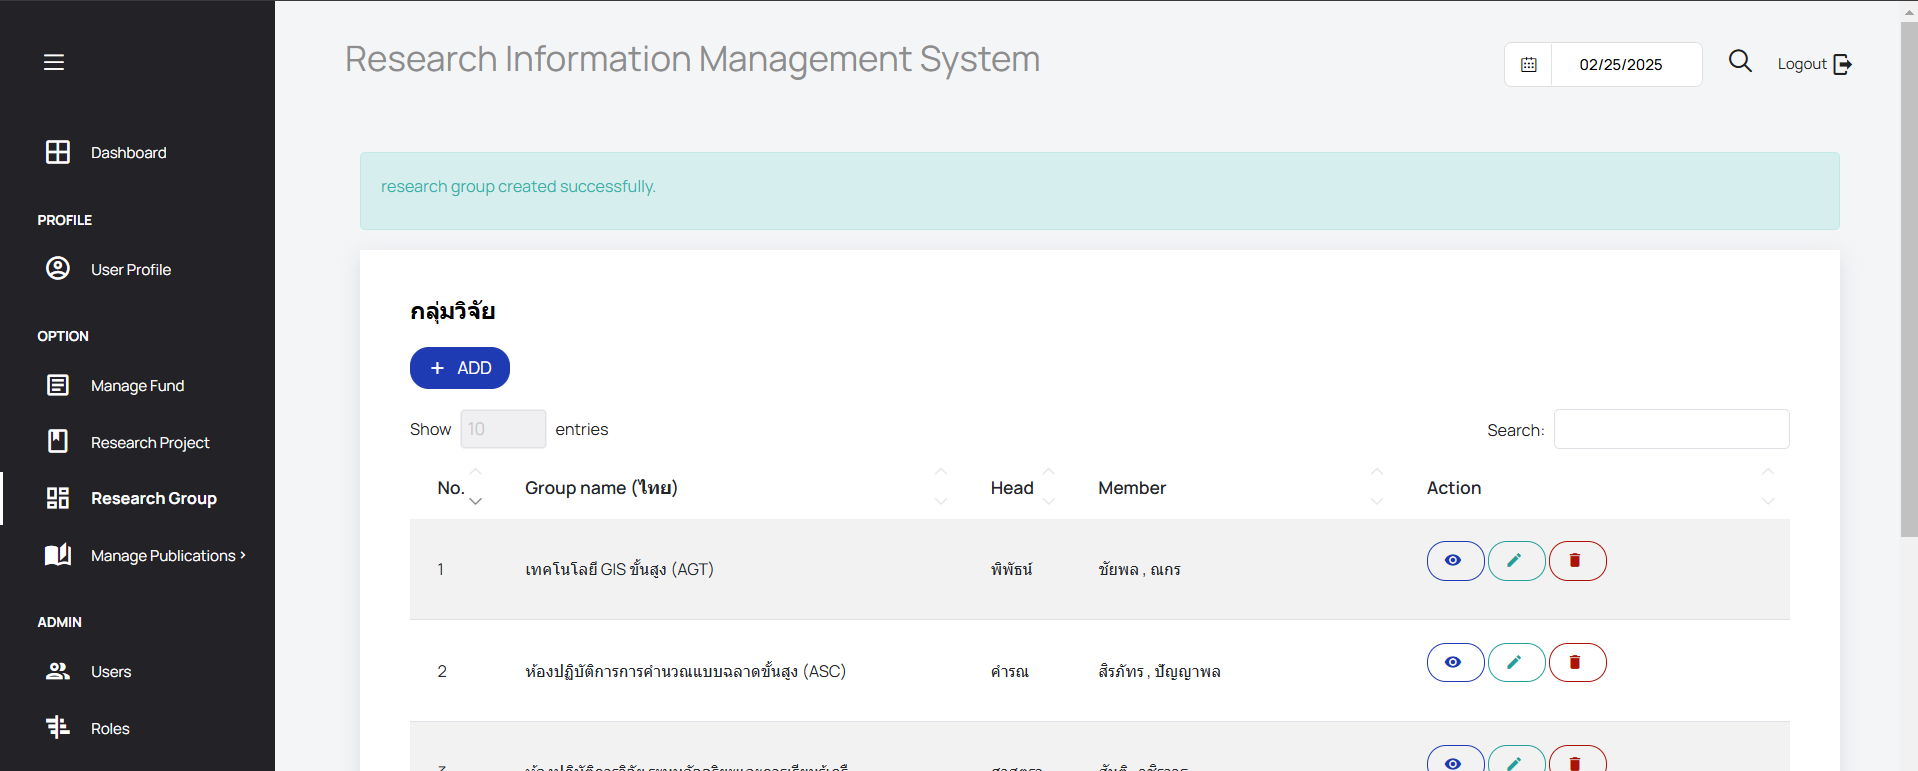 Research Information Management System
02/25/2025
Logout
Dashboard
PROFILE
User Profile
OPTION
Manage Fund
Research Project
Research Group
Manage Publications
ADMIN
Users
Roles
research group created successfully.
กลุ่มวิจัย
+ ADD
Show 10 entries
Search:
No. Group name (ไทย) Head Member Action
1 เทคโนโลยี GIS ขั้นสูง (AGT) พิพัธน์ ชัยพล , ณกร
2 ห้องปฏิบัติการการคำนวณแบบฉลาดขั้นสูง (ASC) คำรณ สิรภัทร , ปัญญาพล
3